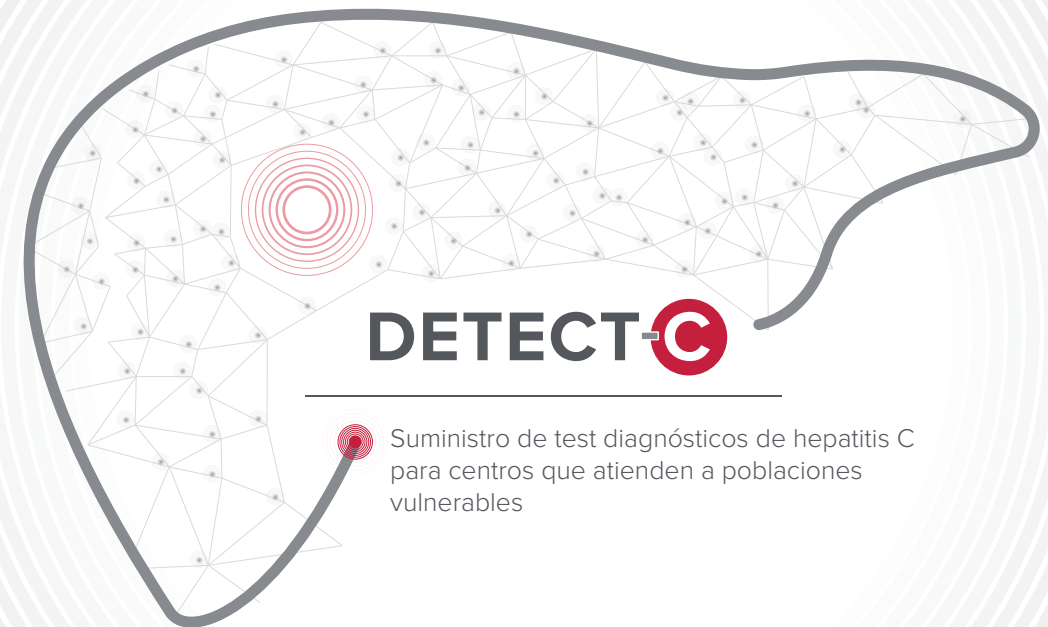 DETECT-C
Suministro de test diagnósticos de hepatitis C
para centros que atienden a poblaciones
vulnerables